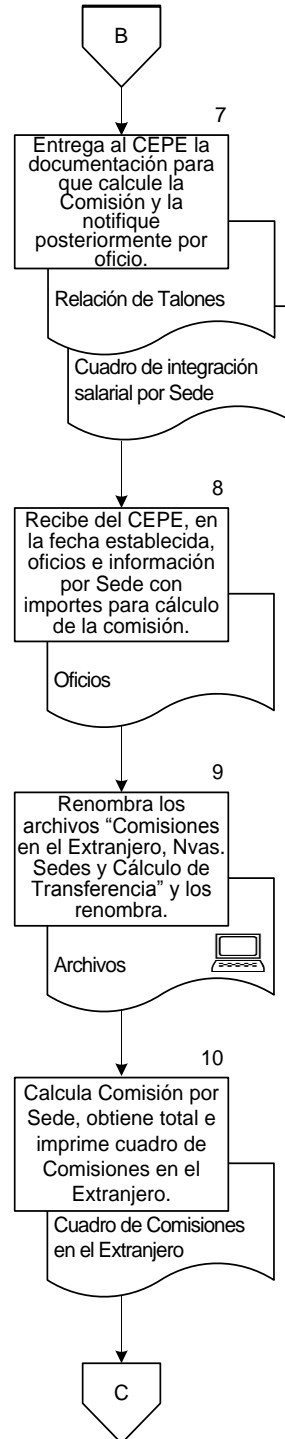 B
7
Entrega al CEPE la
documentación para
que calcule la
Comisión y la
notifique
posteriormente por
oficio.
Relación de Talones
Cuadro de integración
salarial por Sede
8
Recibe del CEPE, en
la fecha establecida,
oficios e información
por Sede con
importes para cálculo
de la comisión.
Oficios
9
Renombra los
archivos “Comisiones
en el Extranjero, Nvas.
Sedes y Cálculo de
Transferencia” y los
renombra.
Archivos
10
Calcula Comisión por
Sede, obtiene total e
imprime cuadro de
Comisiones en el
Extranjero.
Cuadro de Comisiones
en el Extranjero
C